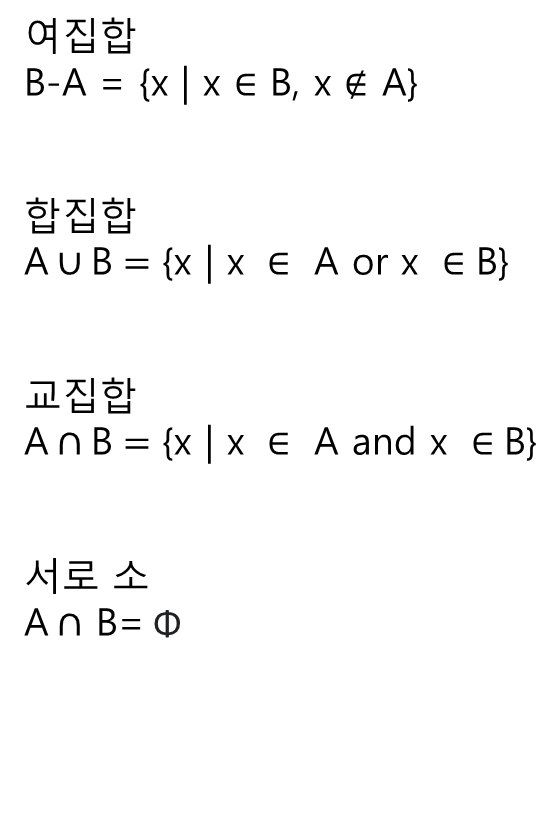 여집합
B-A = {x | x ∈ B, x ∉ A}
합집합
A ∪ B = {x | x ∈ A or x ∈ B}
교집합
A ∩ B = {x | x ∈ A and x ∈ B}
서로 소
A ∩ B= Φ